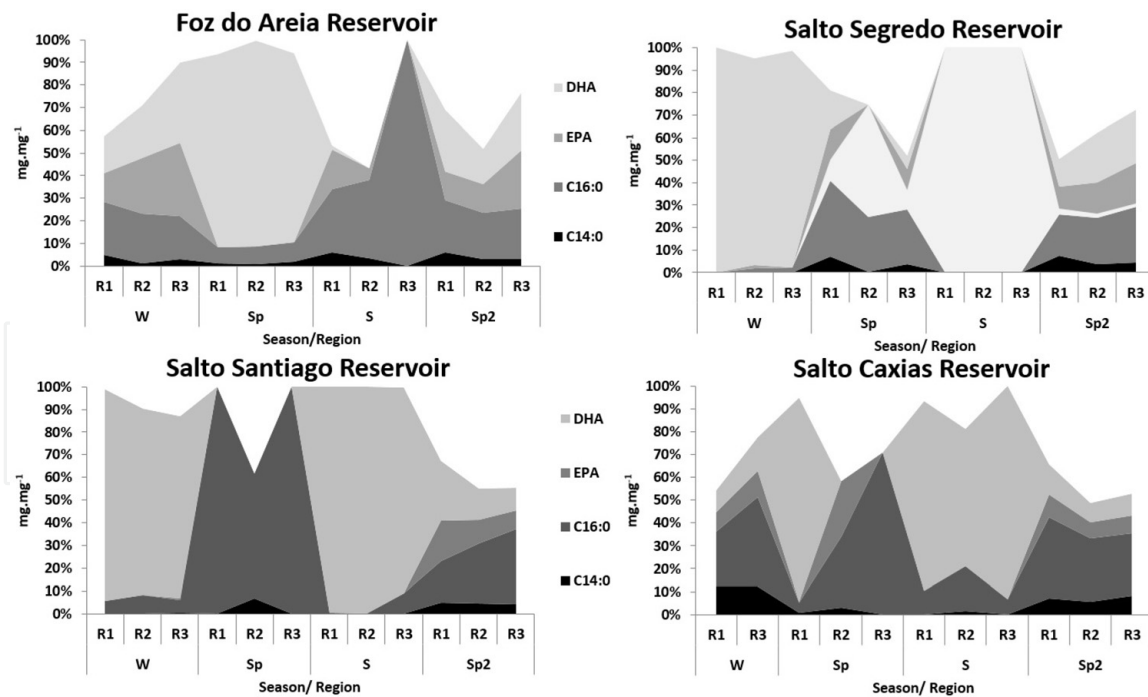 Foz do Areia Reservoir
mg.mg-1
100%
90%
80%
70%
60%
50%
40%
30%
20%
10%
0%
R1 R2 R3 R1 R2 R3 R1 R2 R3 R1 R2 R3
W Sp S Sp2
Season/Region
DHA
EPA
C16:0
C14:0
Salto Segredo Reservoir
mg.mg-1
100%
90%
80%
70%
60%
50%
40%
30%
20%
10%
0%
R1 R2 R3 R1 R2 R3 R1 R2 R3 R1 R2 R3
W Sp S Sp2
Season/ Region
Salto Santiago Reservoir
mg.mg-1
100%
90%
80%
70%
60%
50%
40%
30%
20%
10%
0%
R1 R2 R3 R1 R2 R3 R1 R2 R3 R1 R2 R3
W Sp S Sp2
Season/Region
DHA
EPA
C16:0
C14:0
Salto Caxias Reservoir
mg.mg-1
100%
90%
80%
70%
60%
50%
40%
30%
20%
10%
0%
R1 R3 R1 R2 R3 R1 R2 R3 R1 R2 R3
W Sp S Sp2
Season/Region